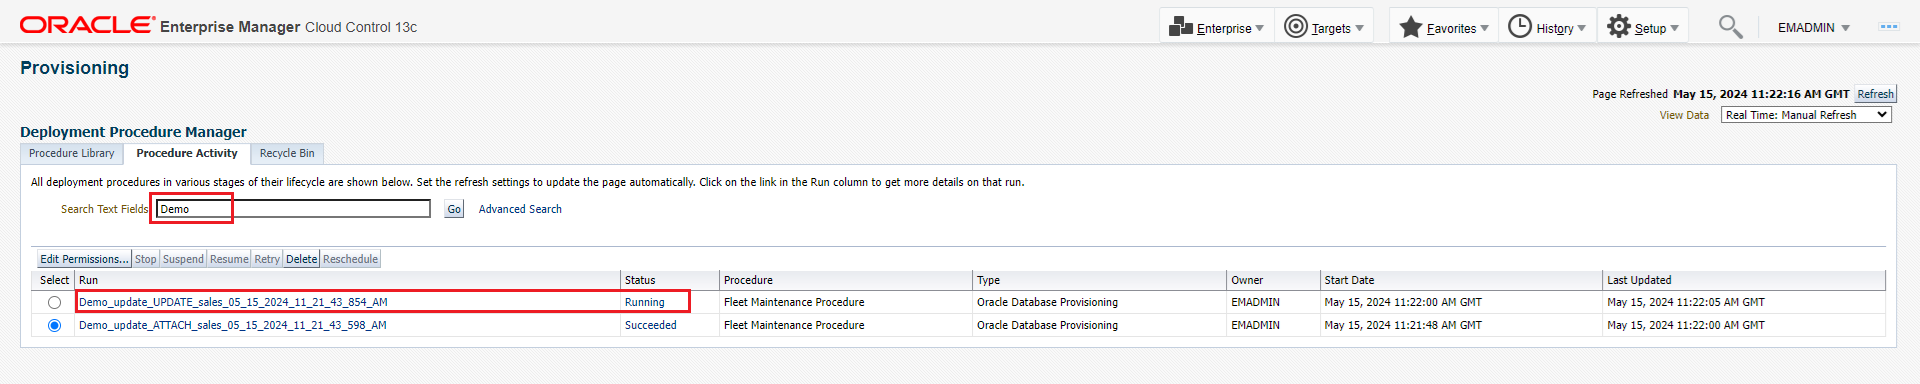 ORACLE Enterprise Manager Cloud Control 13c Enterprise Targets Favorites History Setup EMADMIN
Provisioning
Page Refreshed May 15, 2024 11:22:16 AM GMT Refresh
View Data Real Time: Manual Refresh
Deployment Procedure Manager
Procedure Library Procedure Activity Recycle Bin
All deployment procedures in various stages of their lifecycle are shown below. Set the refresh settings to update the page automatically. Click on the link in the Run column to get more details on that run.
Search Text Fields Demo Go Advanced Search
Edit Permissions... Stop Suspend Resume Retry Delete Reschedule
Select Run Status Procedure Type Owner Start Date Last Updated
Demo_update_UPDATE_sales_05_15_2024_11_21_43_854_AM Running Fleet Maintenance Procedure Oracle Database Provisioning EMADMIN May 15, 2024 11:22:00 AM GMT May 15, 2024 11:22:05 AM GMT
Demo_update_ATTACH_sales_05_15_2024_11_21_43_598_AM Succeeded Fleet Maintenance Procedure Oracle Database Provisioning EMADMIN May 15, 2024 11:21:48 AM GMT May 15, 2024 11:22:00 AM GMT